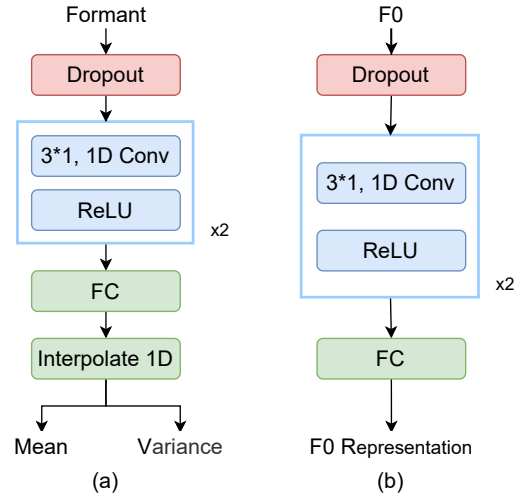 Formant
Dropout
3*1, 1D Conv
ReLU
x2
FC
Interpolate 1D
Mean
Variance
(a)
F0
Dropout
3*1, 1D Conv
ReLU
x2
FC
F0 Representation
(b)